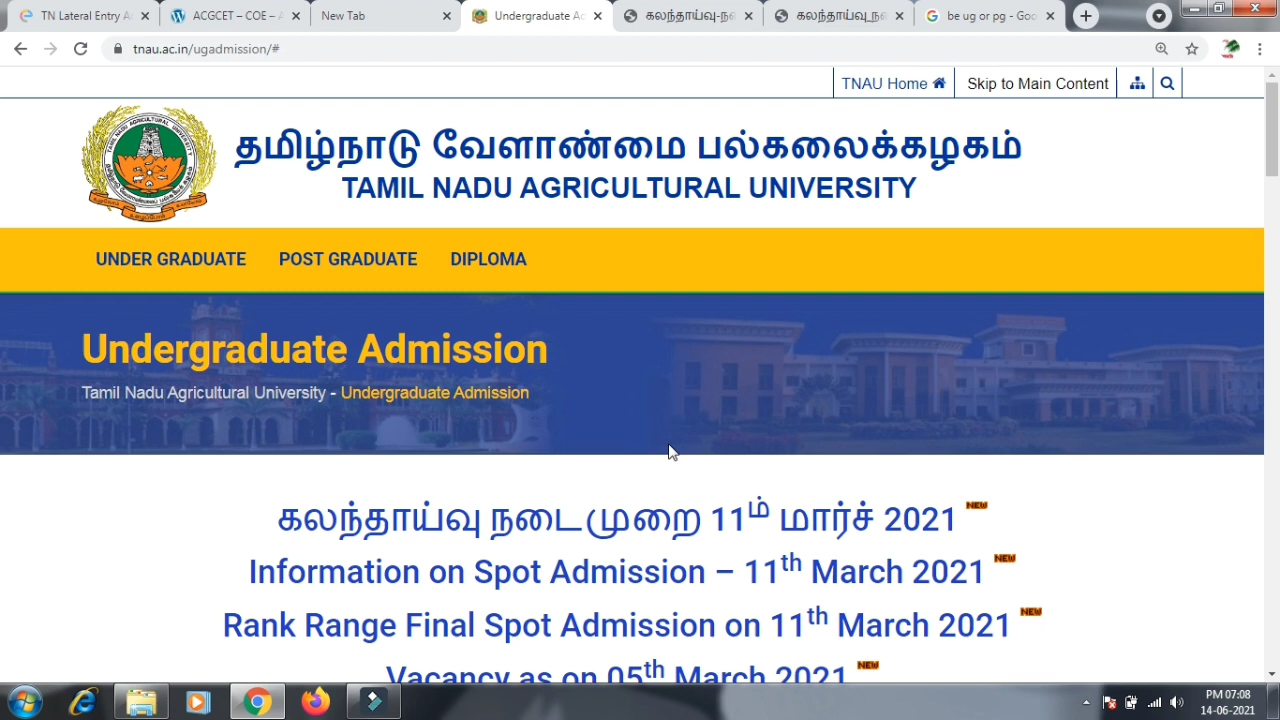 TN Lateral Entry A
ACGCET – COE – A
New Tab
Undergraduate Ac
கலந்தாய்வு-நஎ
கலந்தாய்வு_நஎ
be ug or pg - Goo
tnau.ac.in/ugadmission/#
TNAU Home
Skip to Main Content
தமிழ்நாடு வேளாண்மை பல்கலைக்கழகம்
TAMIL NADU AGRICULTURAL UNIVERSITY
UNDER GRADUATE
POST GRADUATE
DIPLOMA
Undergraduate Admission
Tamil Nadu Agricultural University - Undergraduate Admission
கலந்தாய்வு நடைமுறை 11ம் மார்ச் 2021 NEW
Information on Spot Admission – 11th March 2021 NEW
Rank Range Final Spot Admission on 11th March 2021 NEW
Vacancy as on 05th March 2021 NEW
PM 07:08
14-06-2021